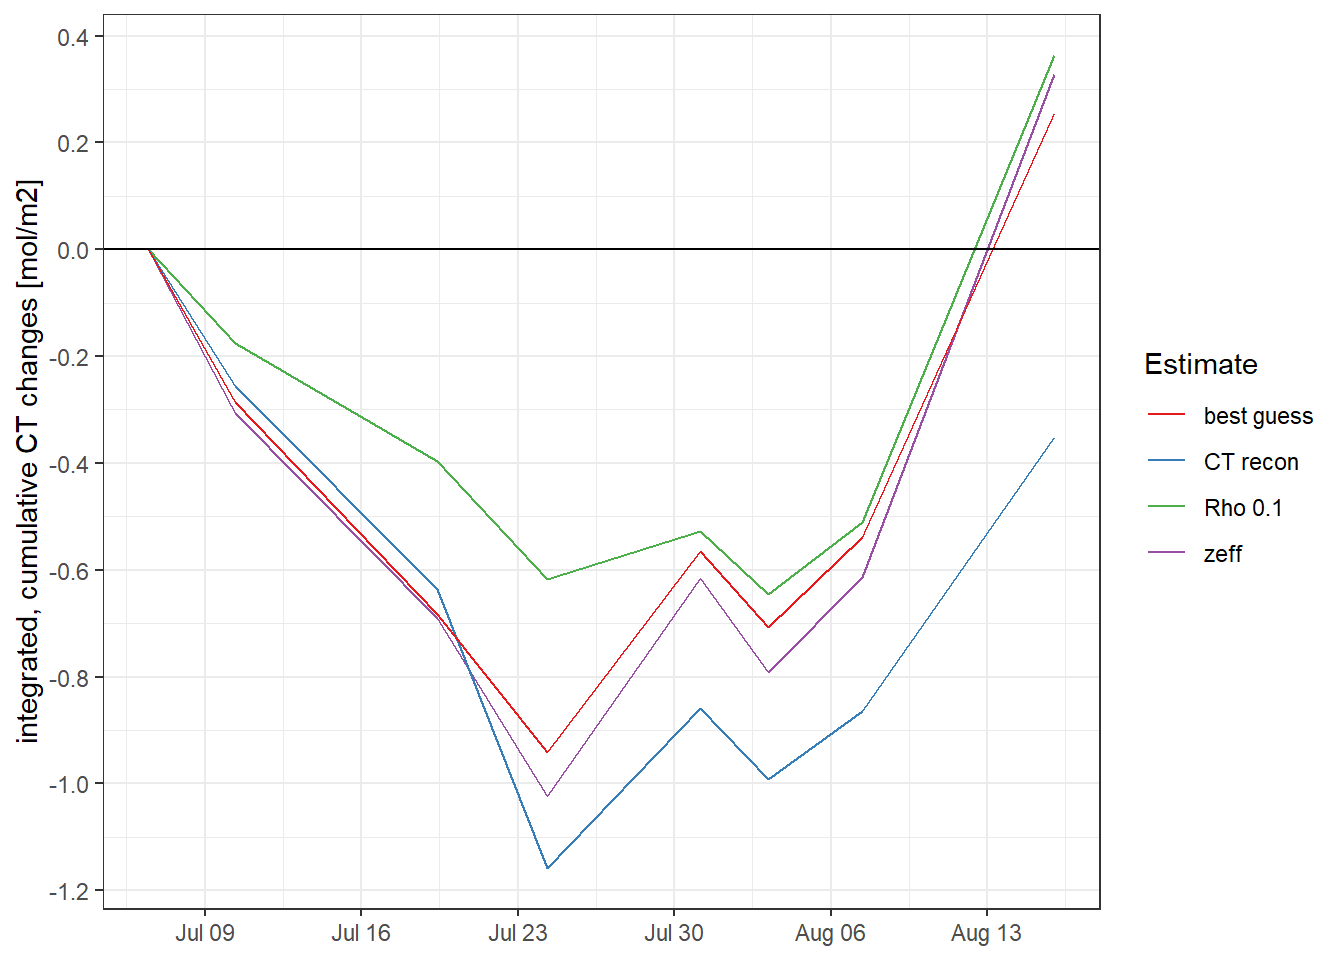 integrated, cumulative CT changes [mol/m2]
0.4
0.2
0.0
-0.2
-0.4
-0.6
-0.8
-1.0
-1.2
Jul 09
Jul 16
Jul 23
Jul 30
Aug 06
Aug 13
Estimate
best guess
CT recon
Rho 0.1
zeff